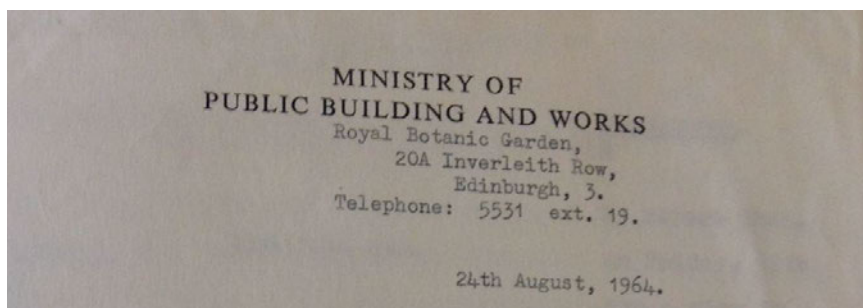 MINISTRY OF
PUBLIC BUILDING AND WORKS
Royal Botanic Garden,
20A Inverleith Row,
Edinburgh, 3.
Telephone: 5531 ext. 19.
24th August, 1964.